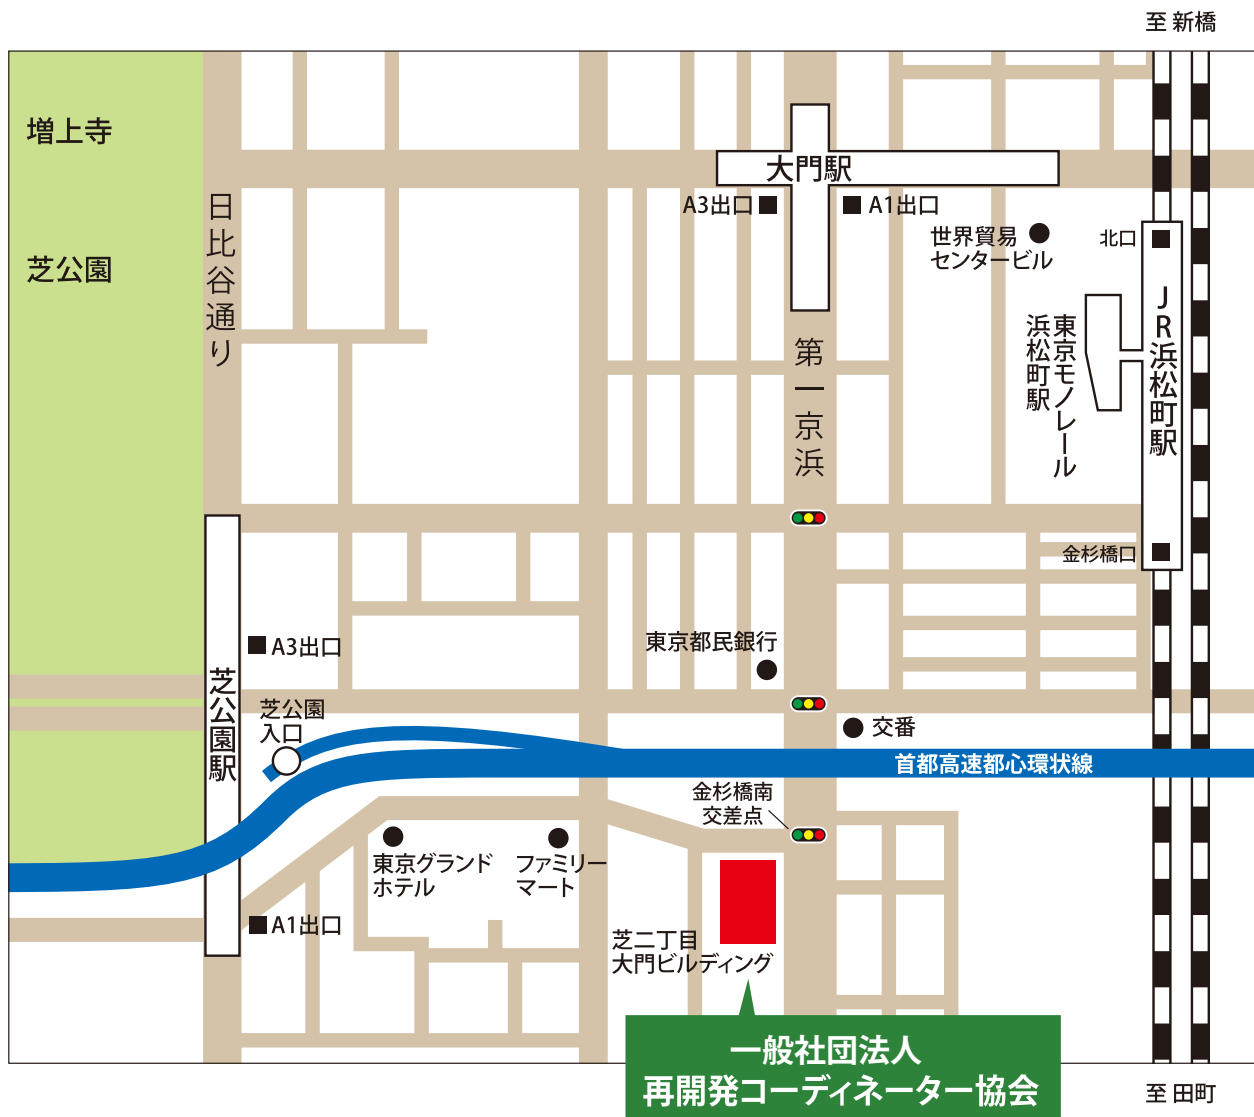 至 新橋
増上寺
芝公園
日比谷通り
大門駅
A3出口
A1出口
世界貿易
センタービル
北口
JR浜松町駅
東京モノレール
浜松町駅
第一京浜
金杉橋口
A3出口
東京都民銀行
芝公園駅
芝公園
入口
交番
首都高速都心環状線
金杉橋南
交差点
東京グランド
ホテル
ファミリー
マート
A1出口
芝二丁目
大門ビルディング
一般社団法人
再開発コーディネーター協会
至 田町